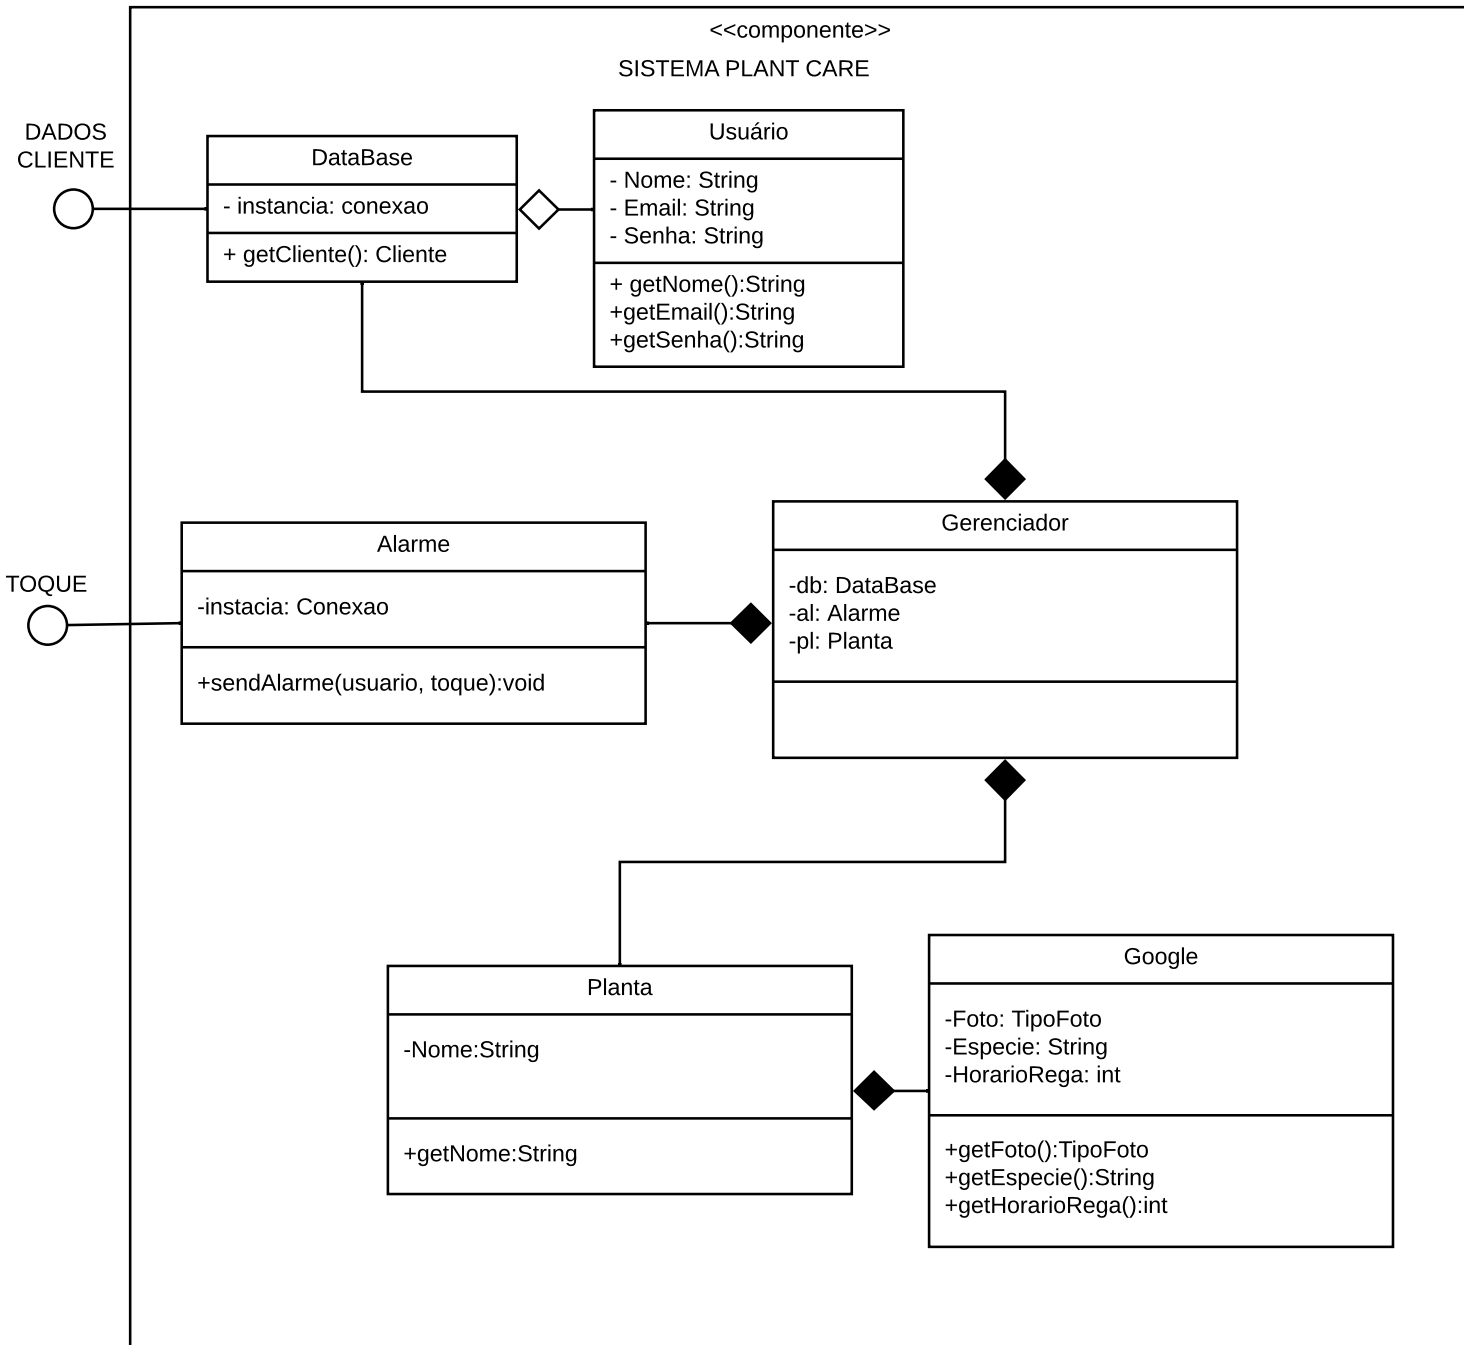 <<componente>>
SISTEMA PLANT CARE
DADOS
CLIENTE
DataBase
- instancia: conexao
+ getCliente(): Cliente
Usuário
- Nome: String
- Email: String
- Senha: String
+ getNome():String
+getEmail():String
+getSenha():String
TOQUE
Alarme
-instacia: Conexao
+sendAlarme(usuario, toque):void
Gerenciador
-db: DataBase
-al: Alarme
-pl: Planta
Planta
-Nome:String
+getNome:String
Google
-Foto: TipoFoto
-Especie: String
-HorarioRega: int
+getFoto():TipoFoto
+getEspecie():String
+getHorarioRega():int